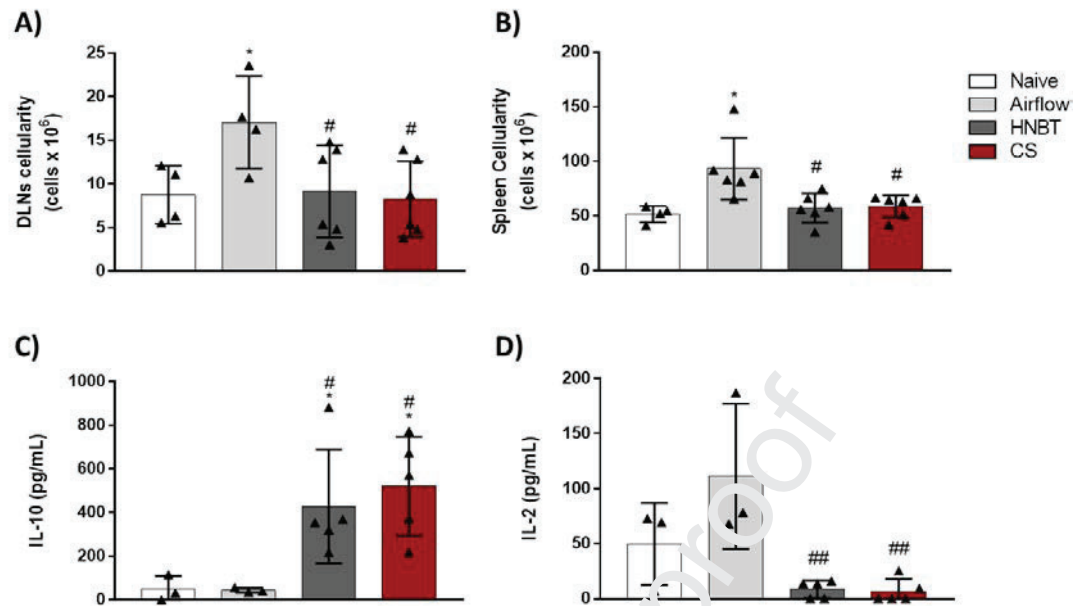 A)
DLNs cellularity
(cells x 10⁶)
25
20
15
10
5
0
*
#
#
B)
Spleen Cellularity
(cells x 10⁶)
200
150
100
50
0
*
#
#
Naive
Airflow
HNBT
CS
C)
IL-10 (pg/mL)
1000
800
600
400
200
0
#
*
#
*
D)
IL-2 (pg/mL)
200
150
100
50
0
##
##
proof